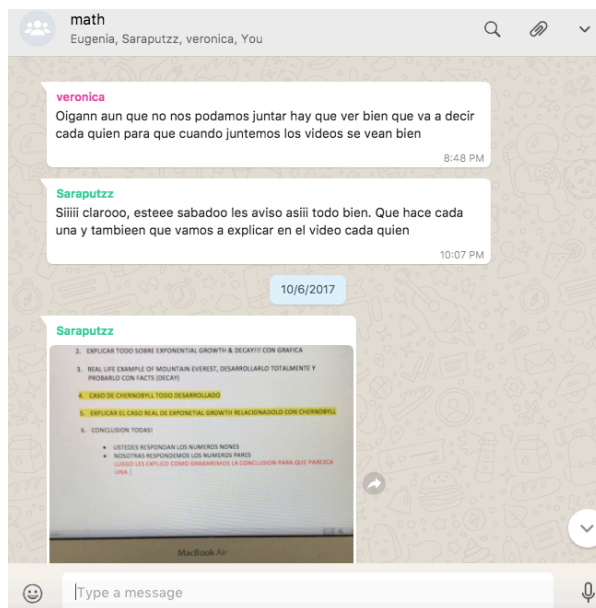 math
Eugenia, Saraputzz, veronica, You
veronica
Oigann aun que no nos podamos juntar hay que ver bien que va a decir
cada quien para que cuando juntemos los videos se vean bien
8:48 PM
Saraputzz
Siiiii clarooo, esteee sabadoo les aviso asiii todo bien. Que hace cada
una y tambieen que vamos a explicar en el video cada quien
10:07 PM
10/6/2017
Saraputzz
2. EXPLICAR TODO SOBRE EXPONENTIAL GROWTH & DECAY!!! CON GRAFICA
3. REAL LIFE EXAMPLE OF MOUNTAIN EVEREST, DESARROLLARLO TOTALMENTE Y
PROBARLO CON FACTS (DECAY)
4. CASO DE CHERNOBYLL TODO DESARROLLADO
5. EXPLICAR EL CASO REAL DE EXPONETIAL GROWTH RELACIONADOLO CON CHERNOBYLL
6. CONCLUSION TODAS!
• USTEDES RESPONDAN LOS NUMEROS NONES
• NOSOTRAS RESPONDEMOS LOS NUMEROS PARES
LUEGO LES EXPLICO COMO GRABAREMOS LA CONCLUSION PARA QUE PAREZCA
UNA.
MacBook Air
Type a message